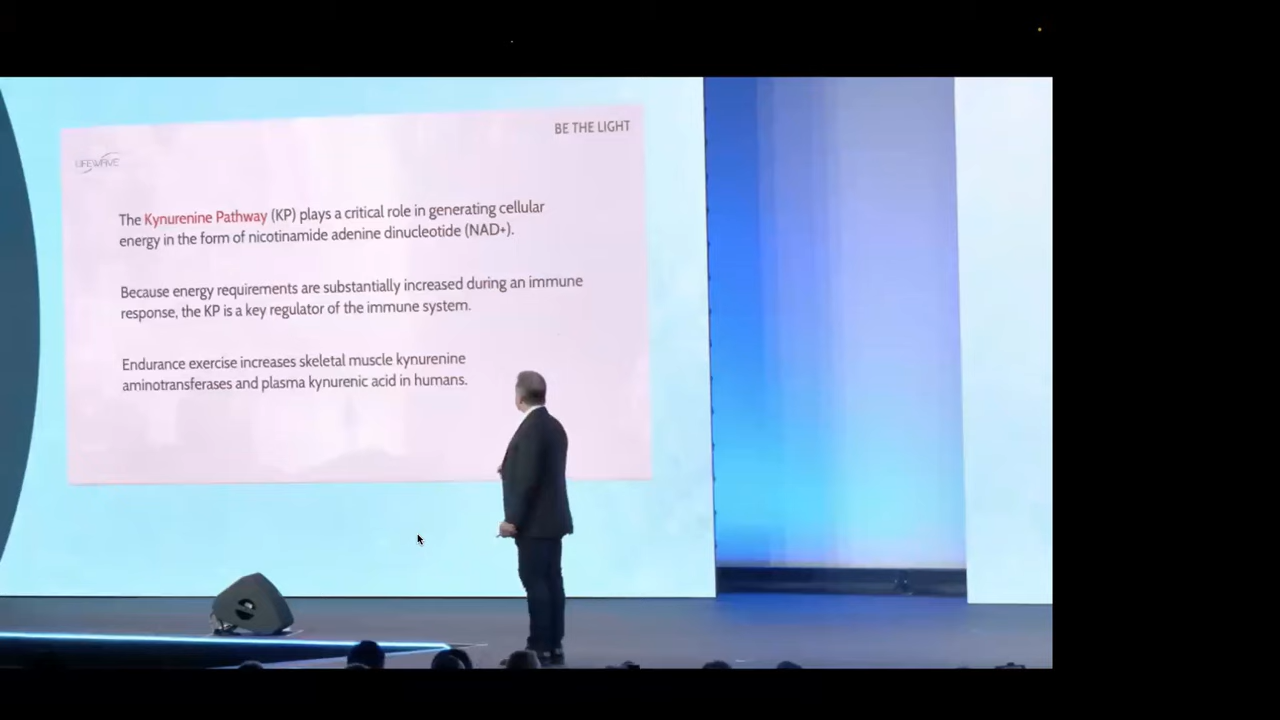 BE THE LIGHT
LIFEWAVE
The Kynurenine Pathway (KP) plays a critical role in generating cellular
energy in the form of nicotinamide adenine dinucleotide (NAD+).
Because energy requirements are substantially increased during an immune
response, the KP is a key regulator of the immune system.
Endurance exercise increases skeletal muscle kynurenine
aminotransferases and plasma kynurenic acid in humans.